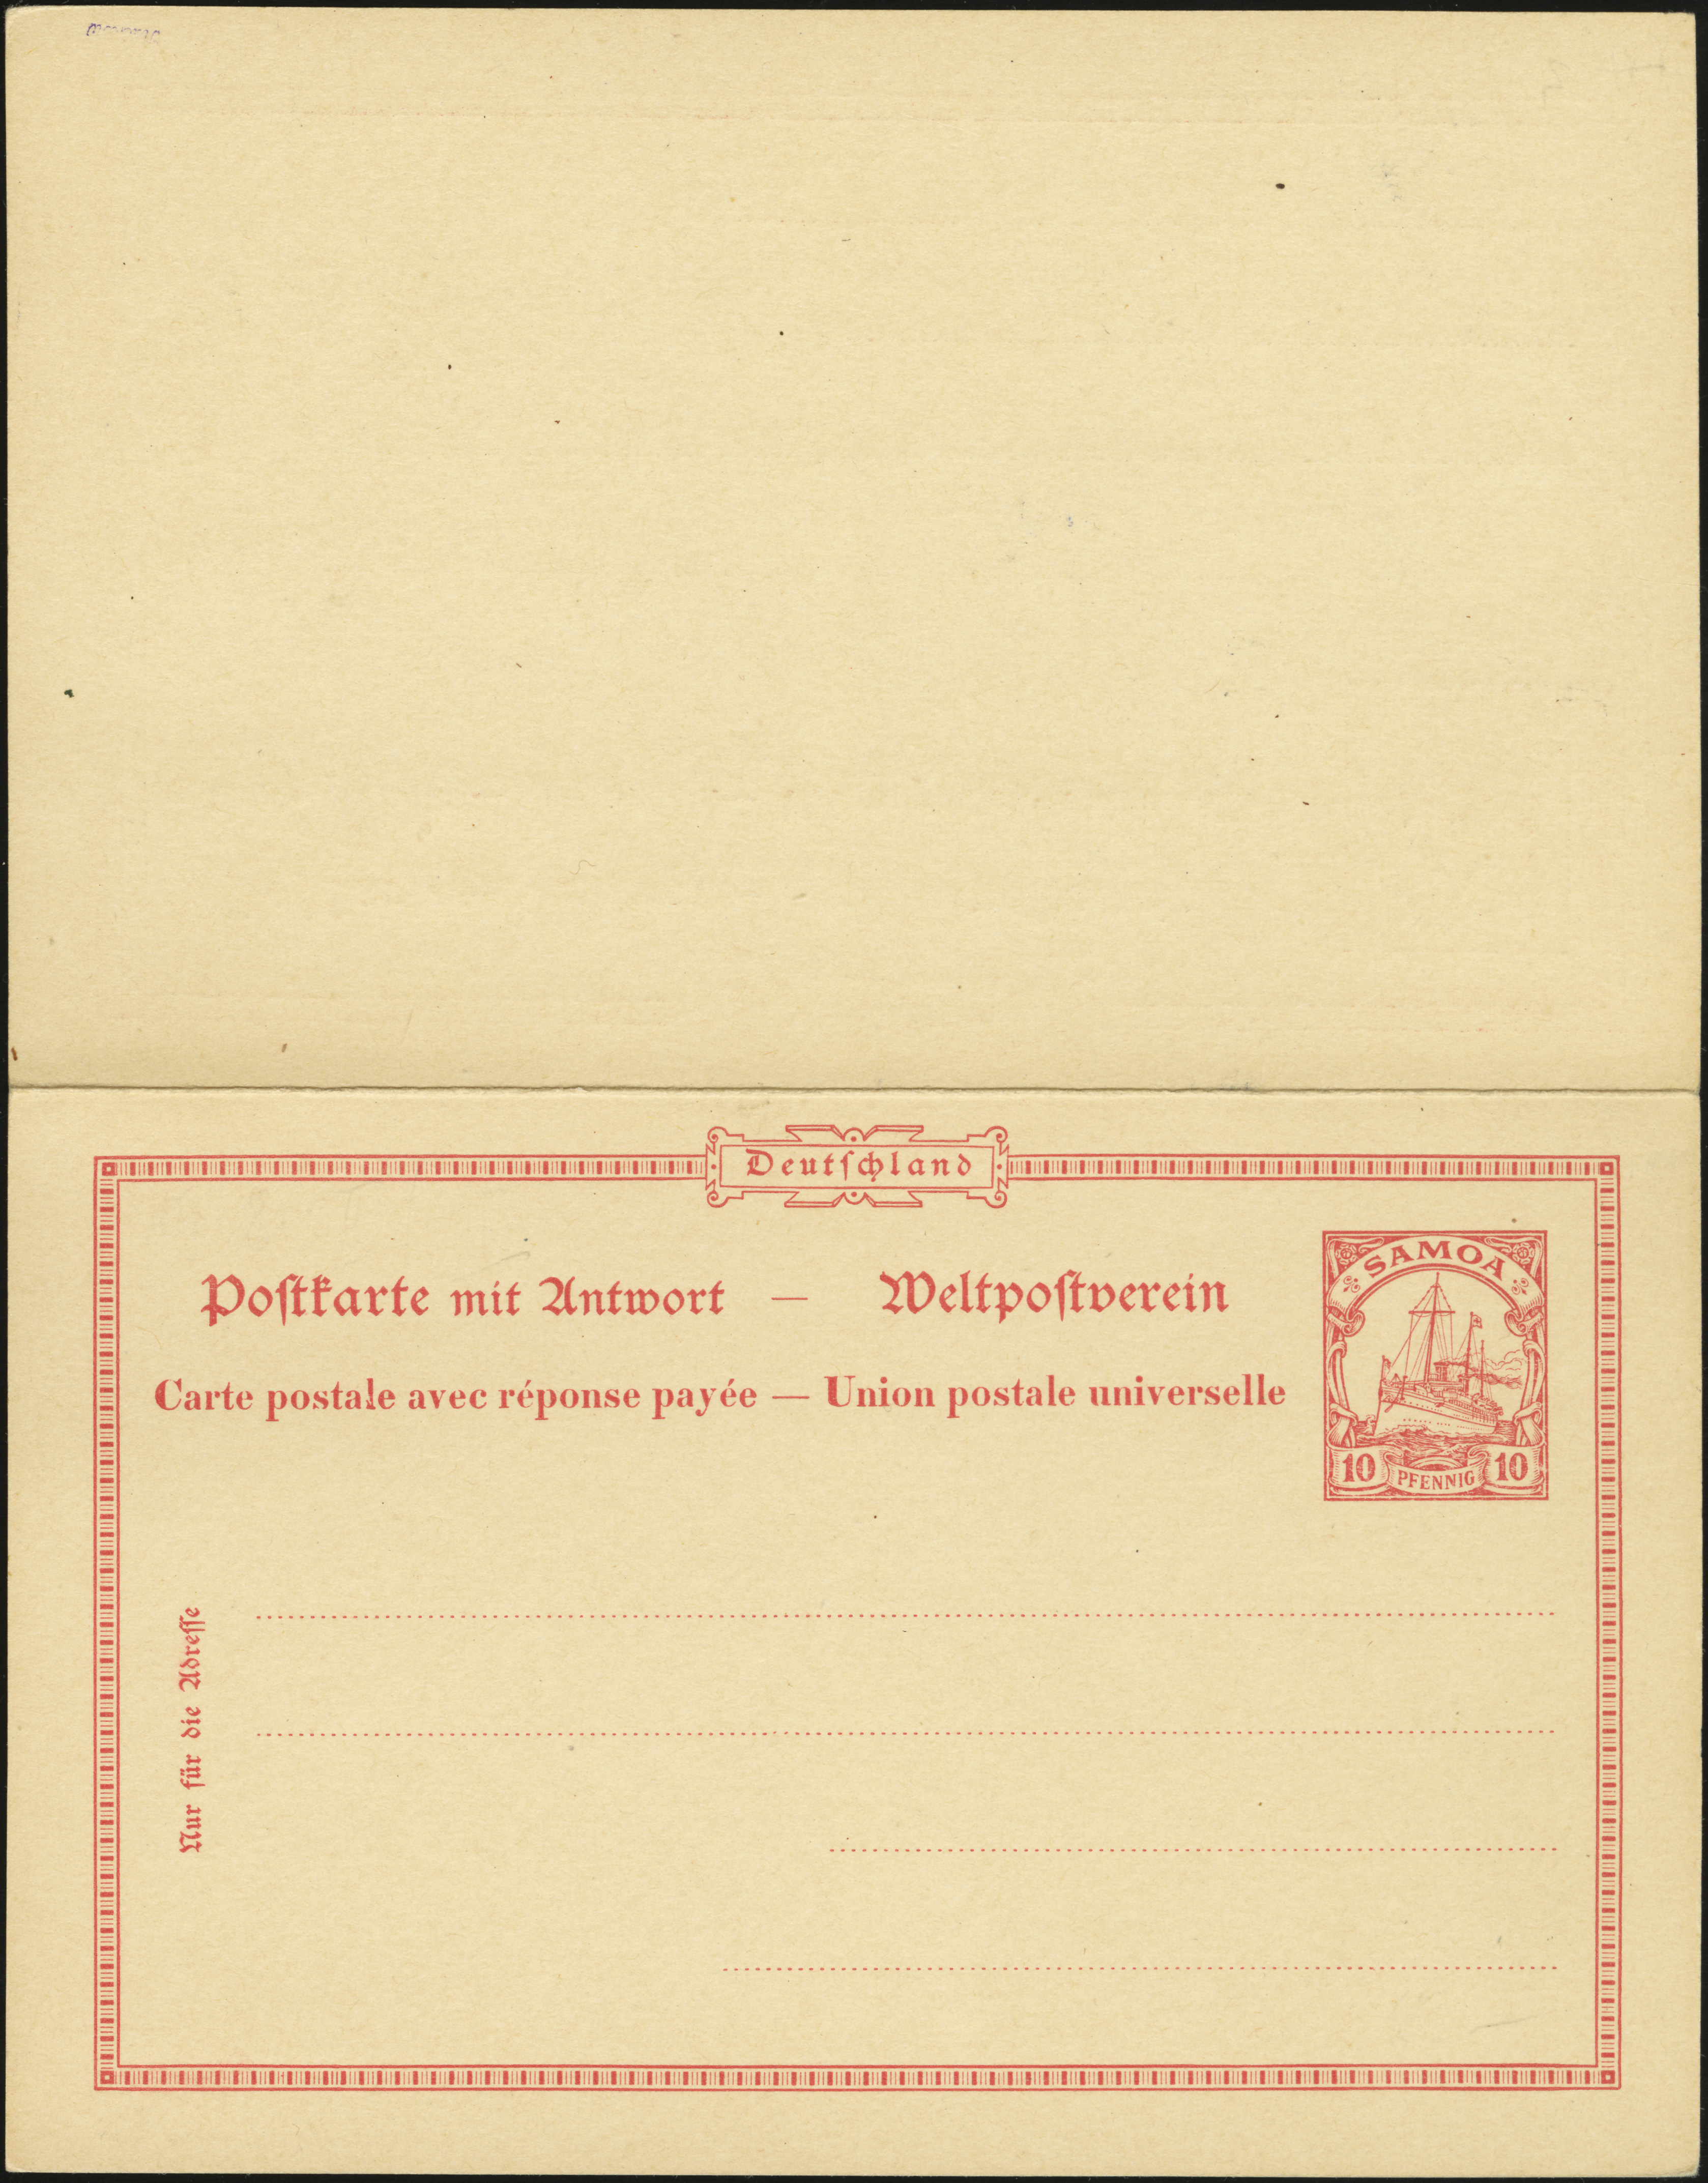 Deutſchland
Poſtkarte mit Antwort — Weltpoſtverein
Carte postale avec réponse payée — Union postale universelle
SAMOA
10 PFENNIG 10
Nur für die Adreſſe